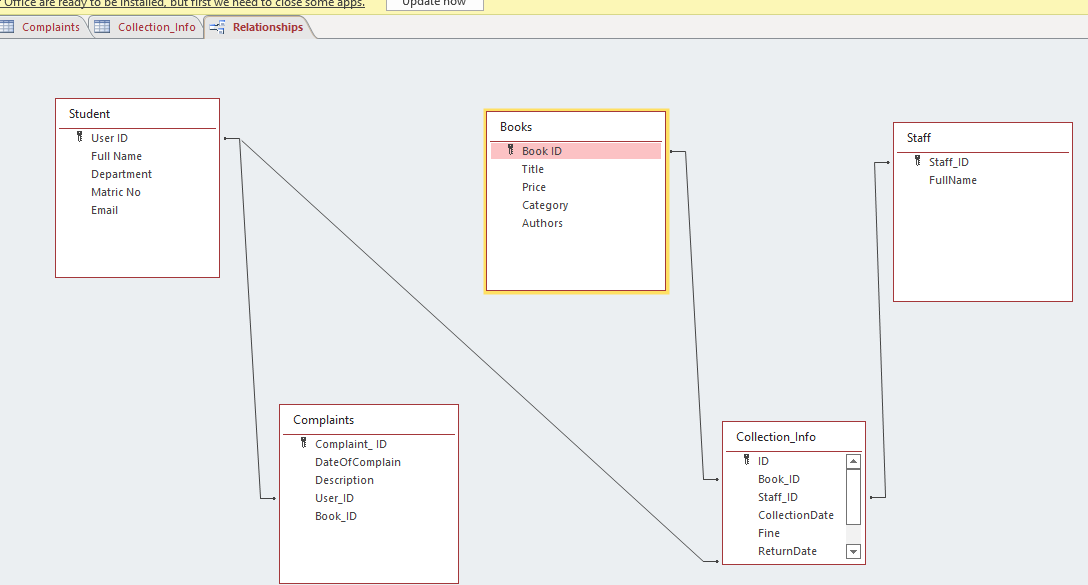 Office are ready to be installed, but first we need to close some apps. Update now
Complaints Collection_Info Relationships
Student
User ID
Full Name
Department
Matric No
Email
Books
Book ID
Title
Price
Category
Authors
Staff
Staff_ID
FullName
Complaints
Complaint_ ID
DateOfComplain
Description
User_ID
Book_ID
Collection_Info
ID
Book_ID
Staff_ID
CollectionDate
Fine
ReturnDate